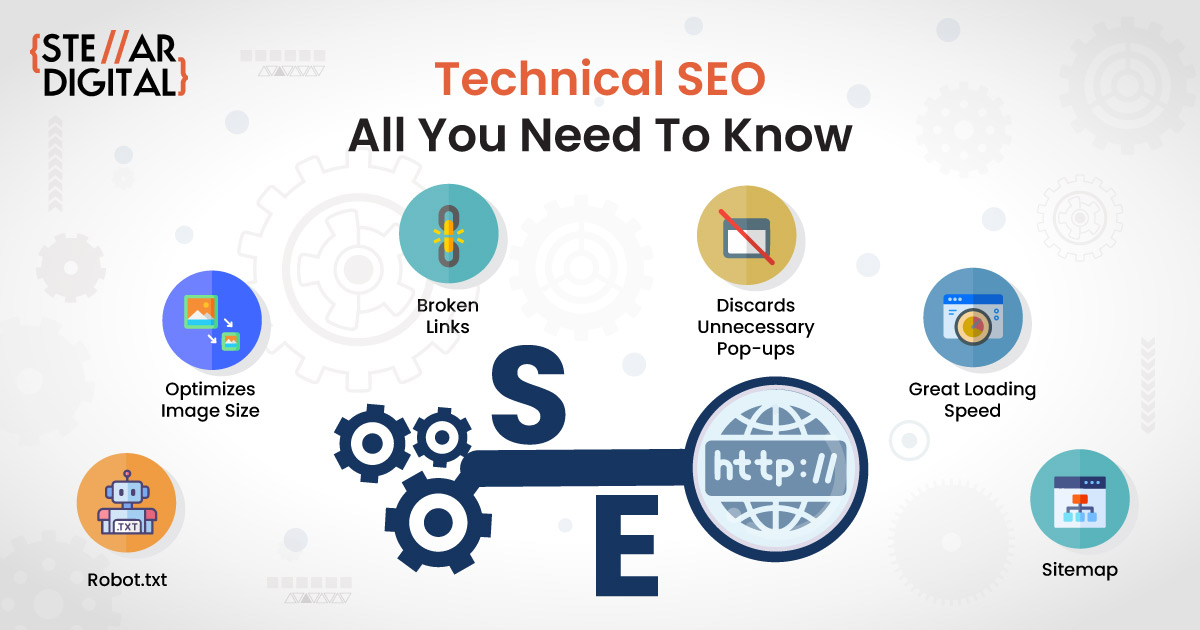 {STE//AR
DIGITAL}
Technical SEO
All You Need To Know
Broken
Links
Discards
Unnecessary
Pop-ups
Optimizes
Image Size
Great Loading
Speed
S
http://
E
.TXT
Robot.txt
Sitemap